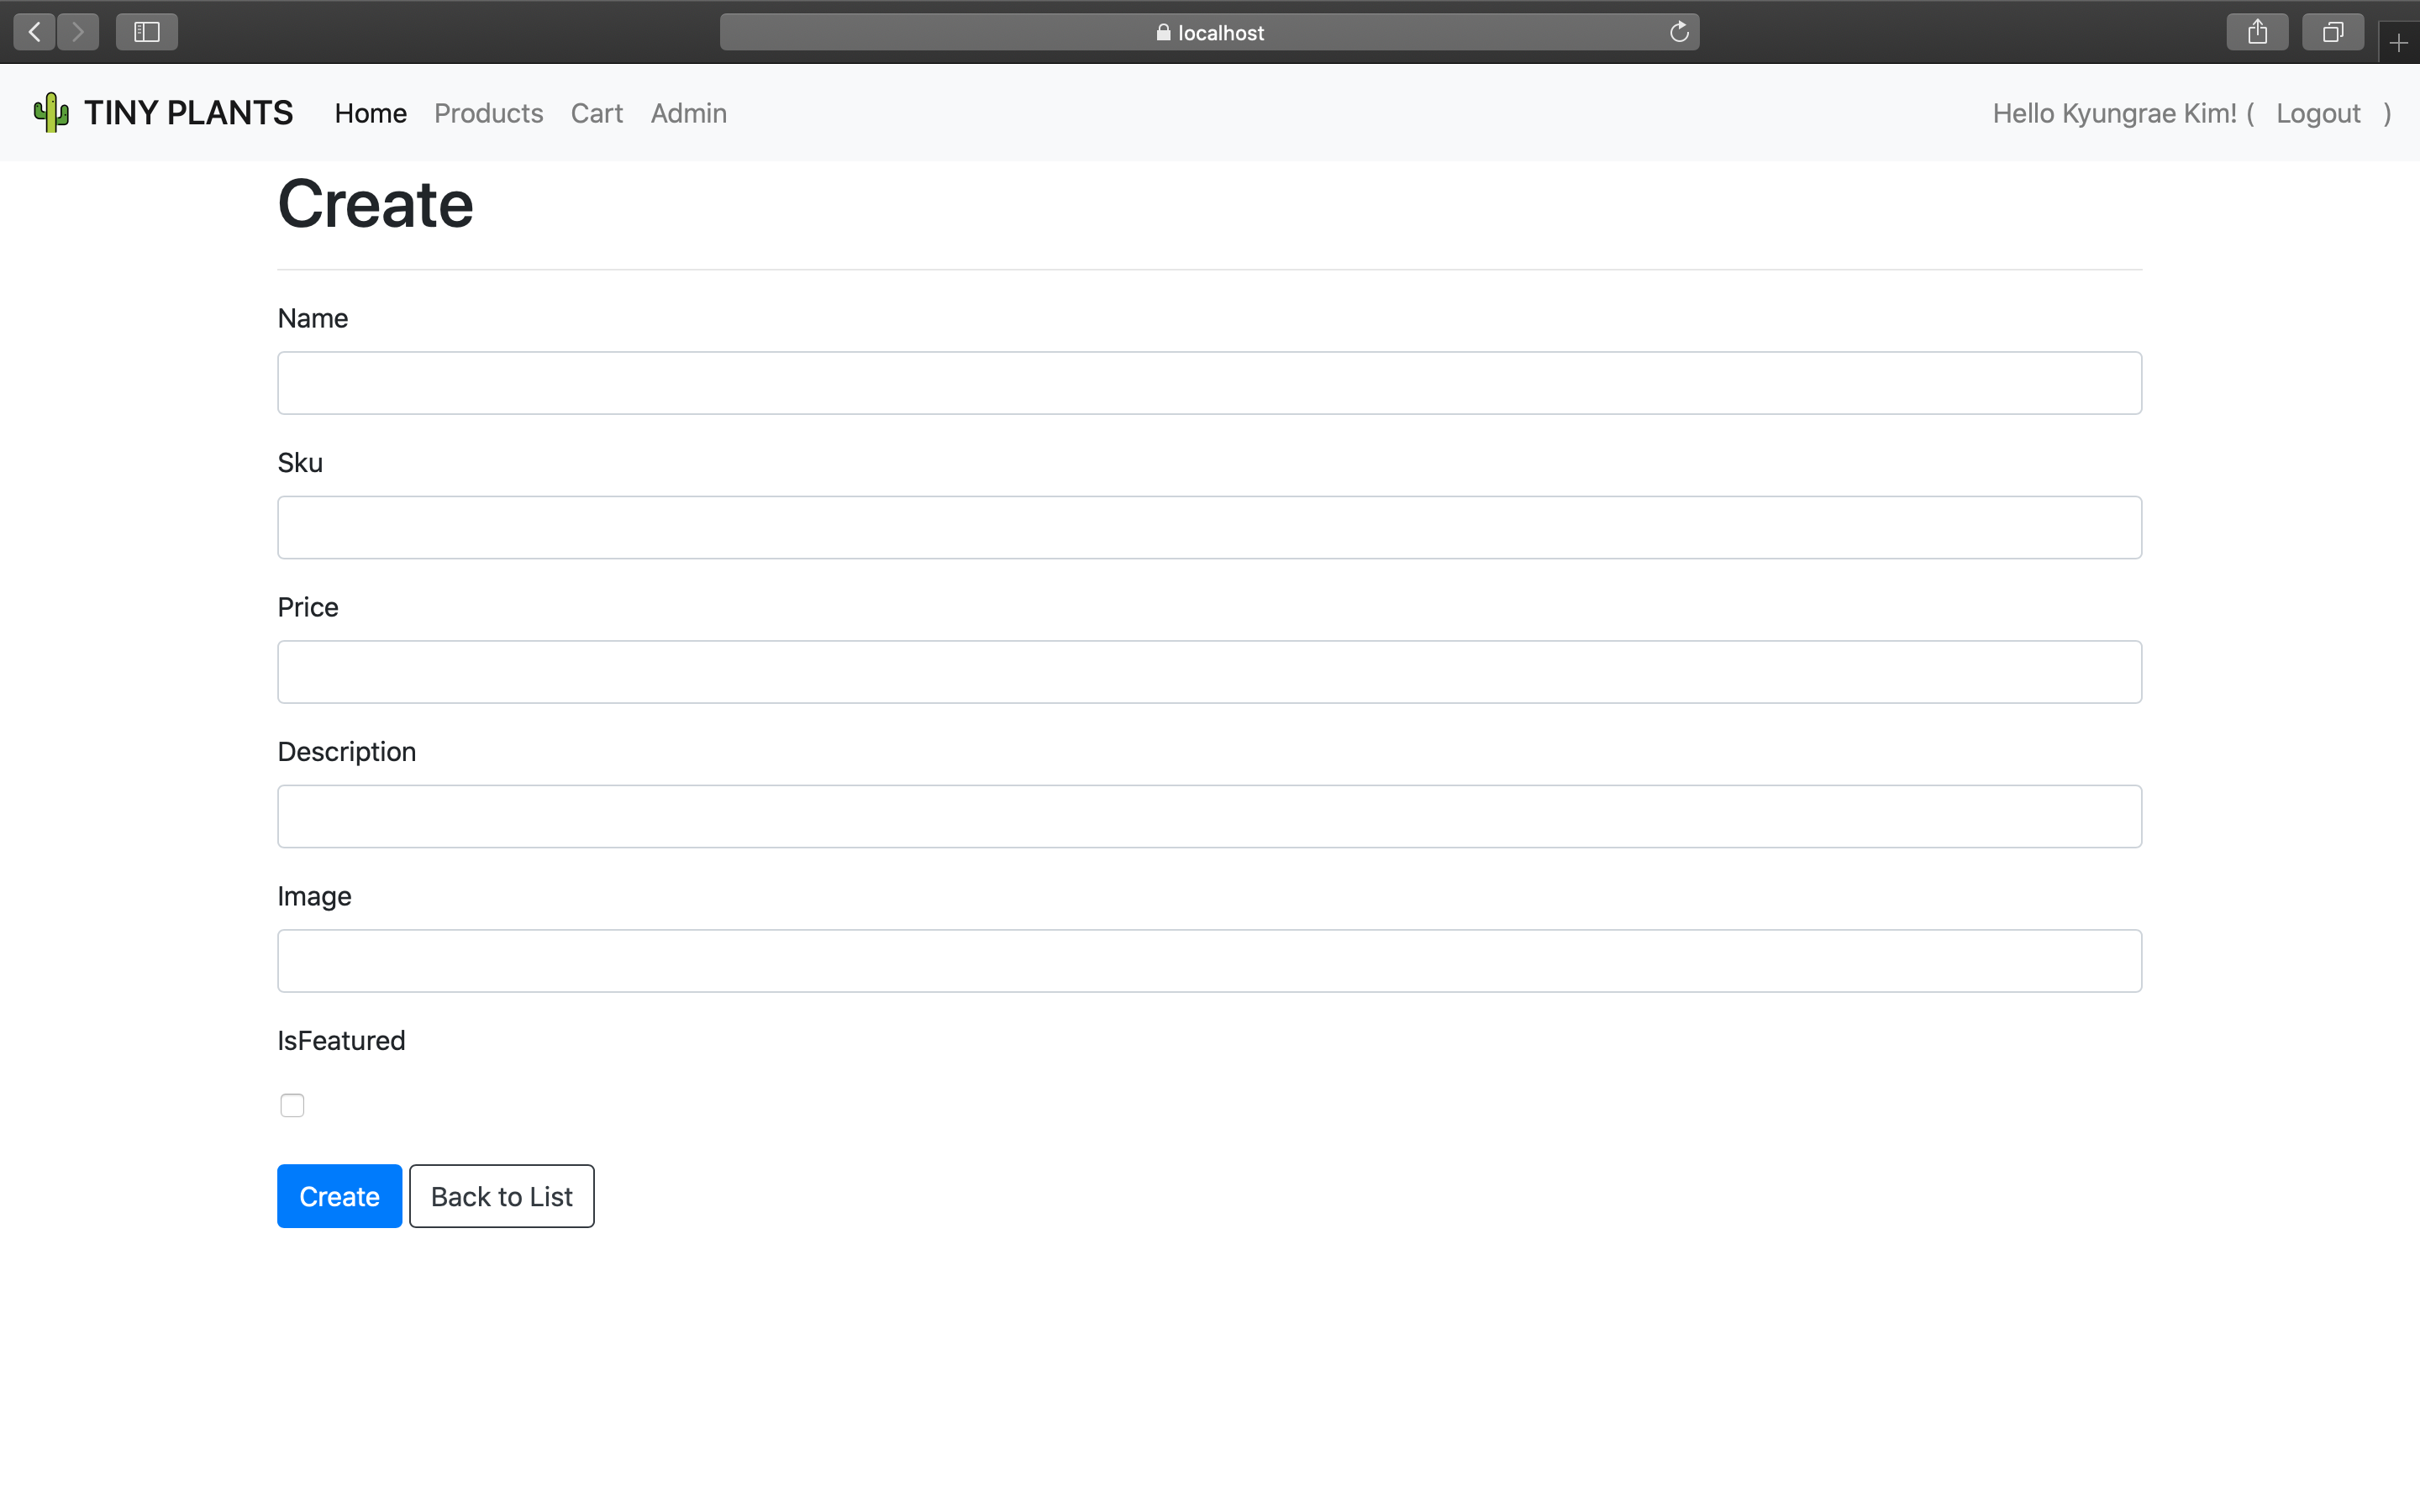 localhost
TINY PLANTS Home Products Cart Admin Hello Kyungrae Kim! ( Logout )
Create
Name
Sku
Price
Description
Image
IsFeatured
Create Back to List